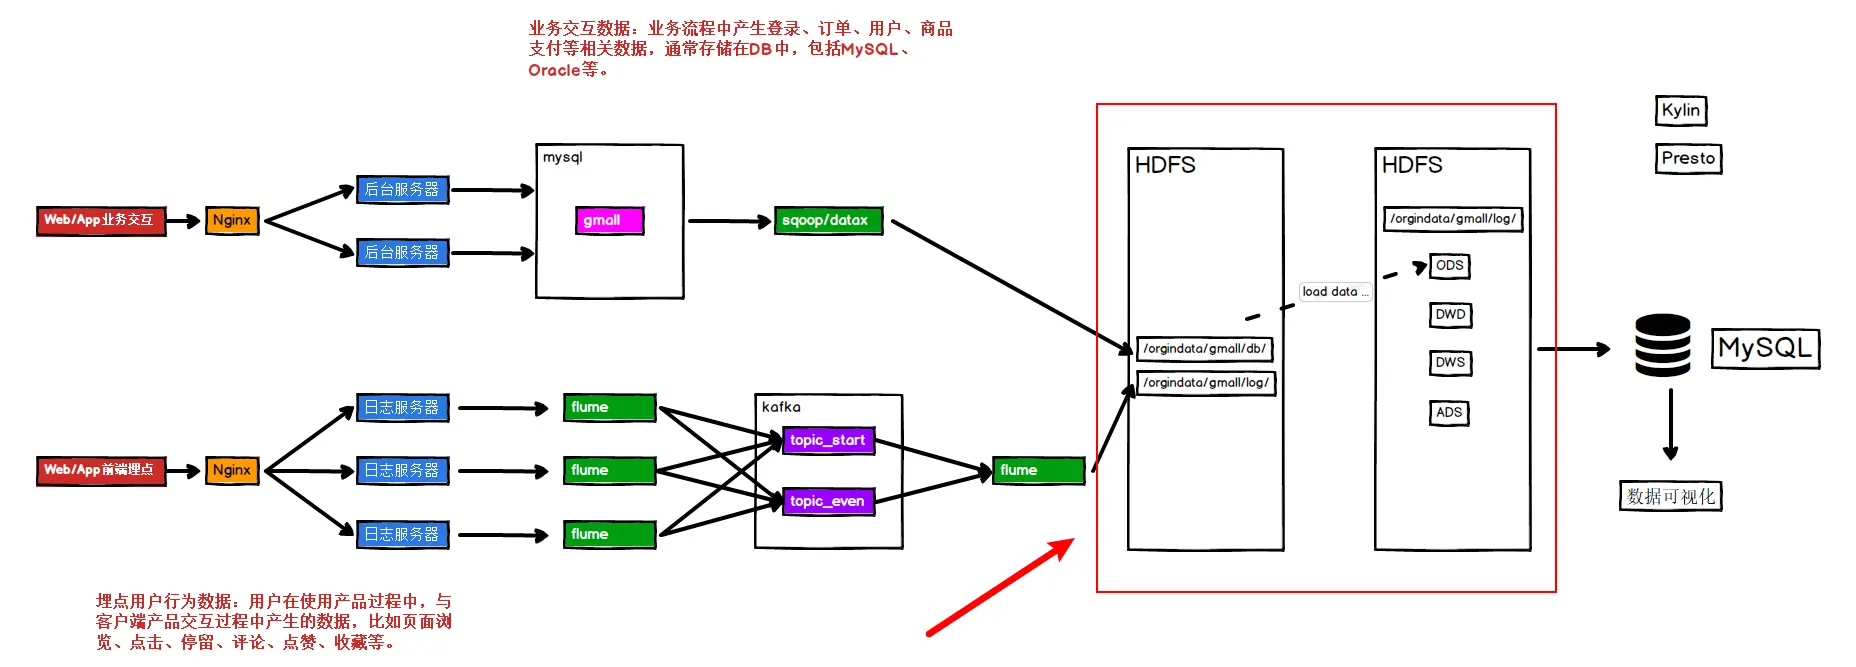 业务交互数据：业务流程中产生登录、订单、用户、商品
支付等相关数据，通常存储在DB中，包括MySQL、
Oracle等。
Kylin
Presto
mysql
HDFS
HDFS
Web/App业务交互
Nginx
后台服务器
后台服务器
gmall
sqoop/datax
/orgindata/gmall/log/
ODS
load data ...
DWD
DWS
ADS
/orgindata/gmall/db/
/orgindata/gmall/log/
MySQL
数据可视化
Web/App前端埋点
Nginx
日志服务器
日志服务器
日志服务器
flume
flume
flume
kafka
topic_start
topic_even
flume
埋点用户行为数据：用户在使用产品过程中，与
客户端产品交互过程中产生的数据，比如页面浏
览、点击、停留、评论、点赞、收藏等。